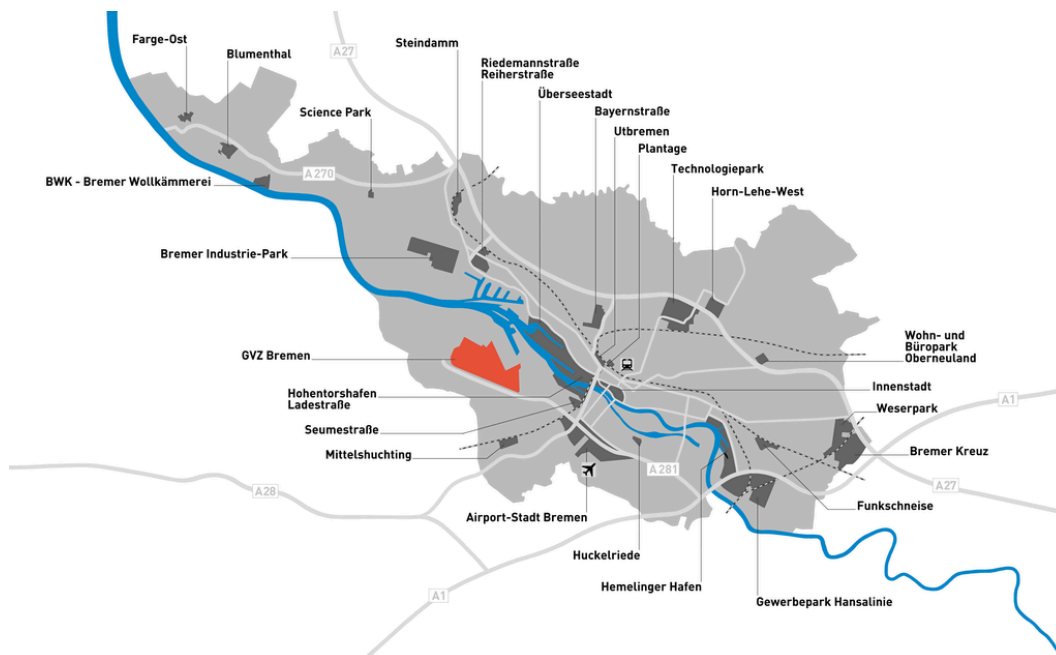 Farge-Ost
Blumenthal
A27
Steindamm
Riedemannstraße
Reiherstraße
Überseestadt
Bayernstraße
Utbremen
Plantage
Science Park
Technologiepark
A 270
BWK - Bremer Wollkämmerei
Horn-Lehe-West
Bremer Industrie-Park
Wohn- und
Büropark
Oberneuland
GVZ Bremen
Innenstadt
Hohentorshafen
Ladestraße
A1
Weserpark
Seumestraße
Mittelshuchting
Bremer Kreuz
A 281
A27
A28
Funkschneise
Airport-Stadt Bremen
Huckelriede
Hemelinger Hafen
A1
Gewerbepark Hansalinie